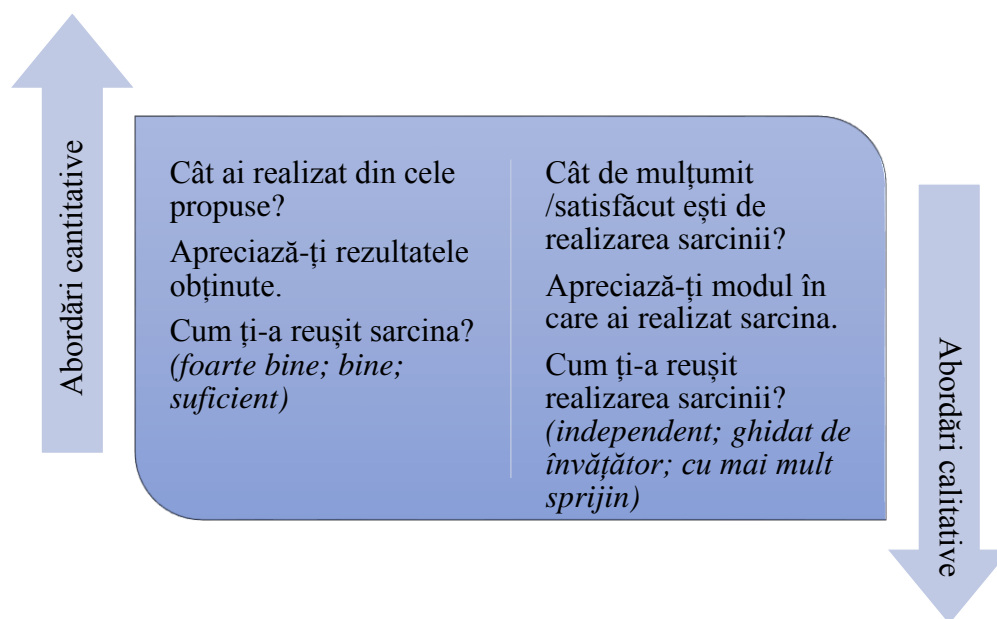 Abordări cantitative
Cât ai realizat din cele
propuse?
Apreciază-ți rezultatele
obținute.
Cum ți-a reușit sarcina?
(foarte bine; bine;
suficient)
Cât de mulțumit
/satisfăcut ești de
realizarea sarcinii?
Apreciază-ți modul în
care ai realizat sarcina.
Cum ți-a reușit
realizarea sarcinii?
(independent; ghidat de
învățător; cu mai mult
sprijin)
Abordări calitative